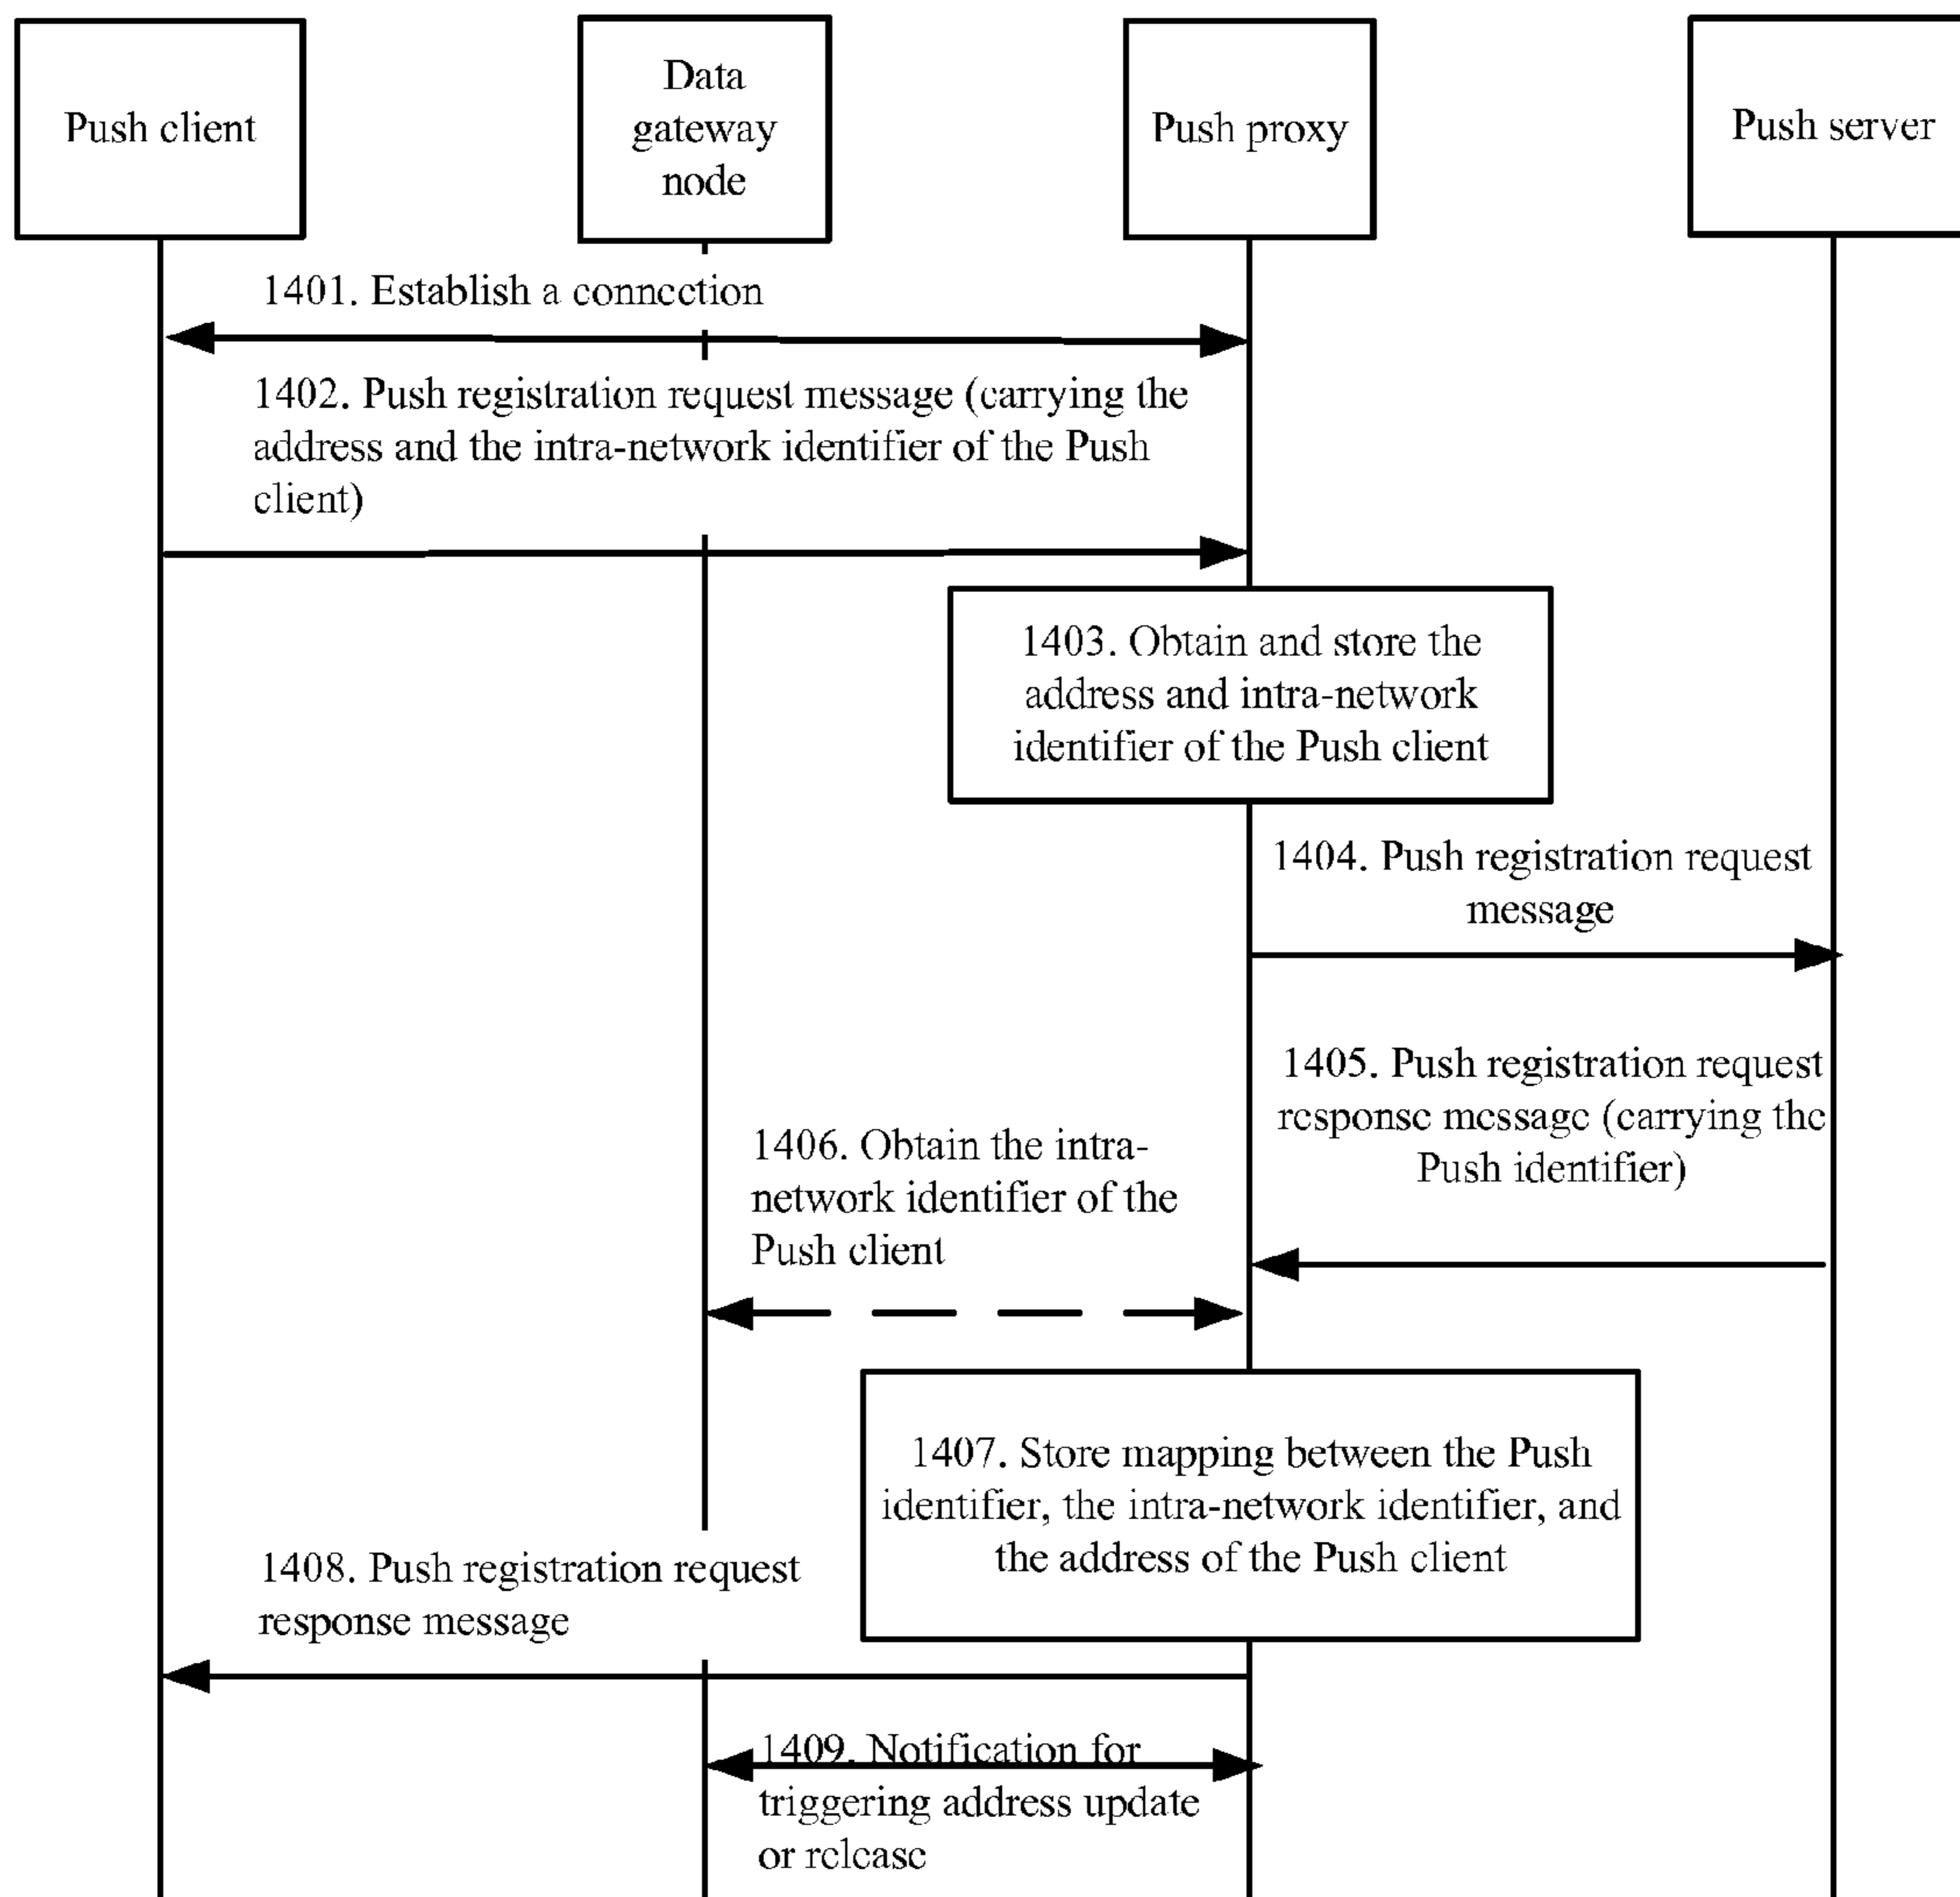 Push client
Data
gateway
node
Push proxy
Push server
1401. Establish a connection
1402. Push registration request message (carrying the
address and the intra-network identifier of the Push
client)
1403. Obtain and store the
address and intra-network
identifier of the Push client
1404. Push registration request
message
1405. Push registration request
response message (carrying the
Push identifier)
1406. Obtain the intra-
network identifier of the
Push client
1407. Store mapping between the Push
identifier, the intra-network identifier, and
the address of the Push client
1408. Push registration request
response message
1409. Notification for
triggering address update
or release